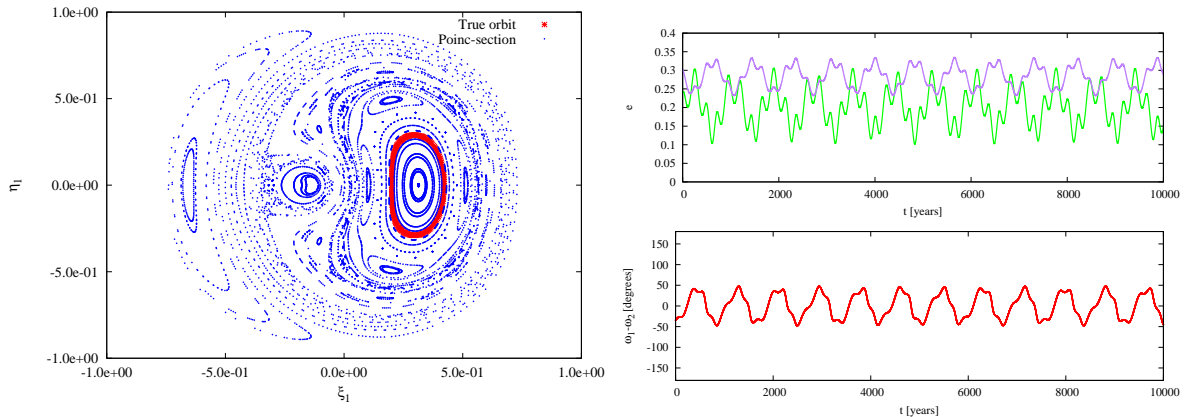 True orbit
Poinc-section
1.0e+00
5.0e-01
0.0e+00
-5.0e-01
-1.0e+00
η1
-1.0e+00 -5.0e-01 0.0e+00 5.0e-01 1.0e+00
ξ1
0.4
0.35
0.3
0.25
0.2
0.15
0.1
0.05
0
e
0 2000 4000 6000 8000 10000
t [years]
150
100
50
0
-50
-100
-150
ω1-ω2 [degrees]
0 2000 4000 6000 8000 10000
t [years]